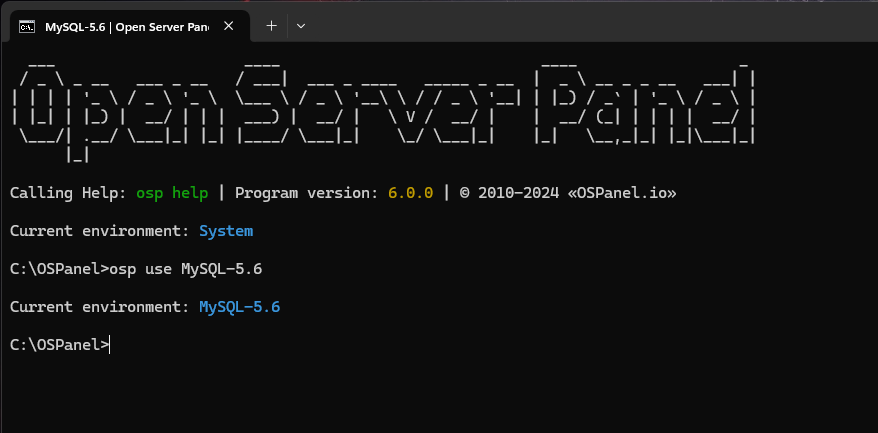 MySQL-5.6 | Open Server Pan
Open Server Panel
Calling Help: osp help | Program version: 6.0.0 | © 2010-2024 «OSPanel.io»
Current environment: System
C:\OSPanel>osp use MySQL-5.6
Current environment: MySQL-5.6
C:\OSPanel>